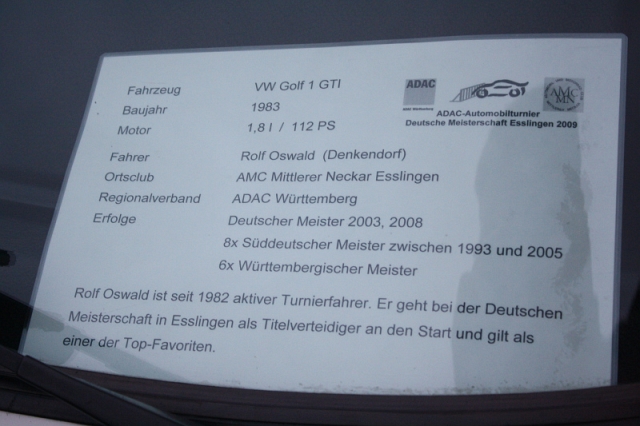 Fahrzeug VW Golf 1 GTI
Baujahr 1983
Motor 1,8 l / 112 PS
ADAC
AMC
ADAC-Automobilturnier
Deutsche Meisterschaft Esslingen 2009
Fahrer Rolf Oswald (Denkendorf)
Ortsclub AMC Mittlerer Neckar Esslingen
Regionalverband ADAC Württemberg
Erfolge Deutscher Meister 2003, 2008
8x Süddeutscher Meister zwischen 1993 und 2005
6x Württembergischer Meister
Rolf Oswald ist seit 1982 aktiver Turnierfahrer. Er geht bei der Deutschen
Meisterschaft in Esslingen als Titelverteidiger an den Start und gilt als
einer der Top-Favoriten.